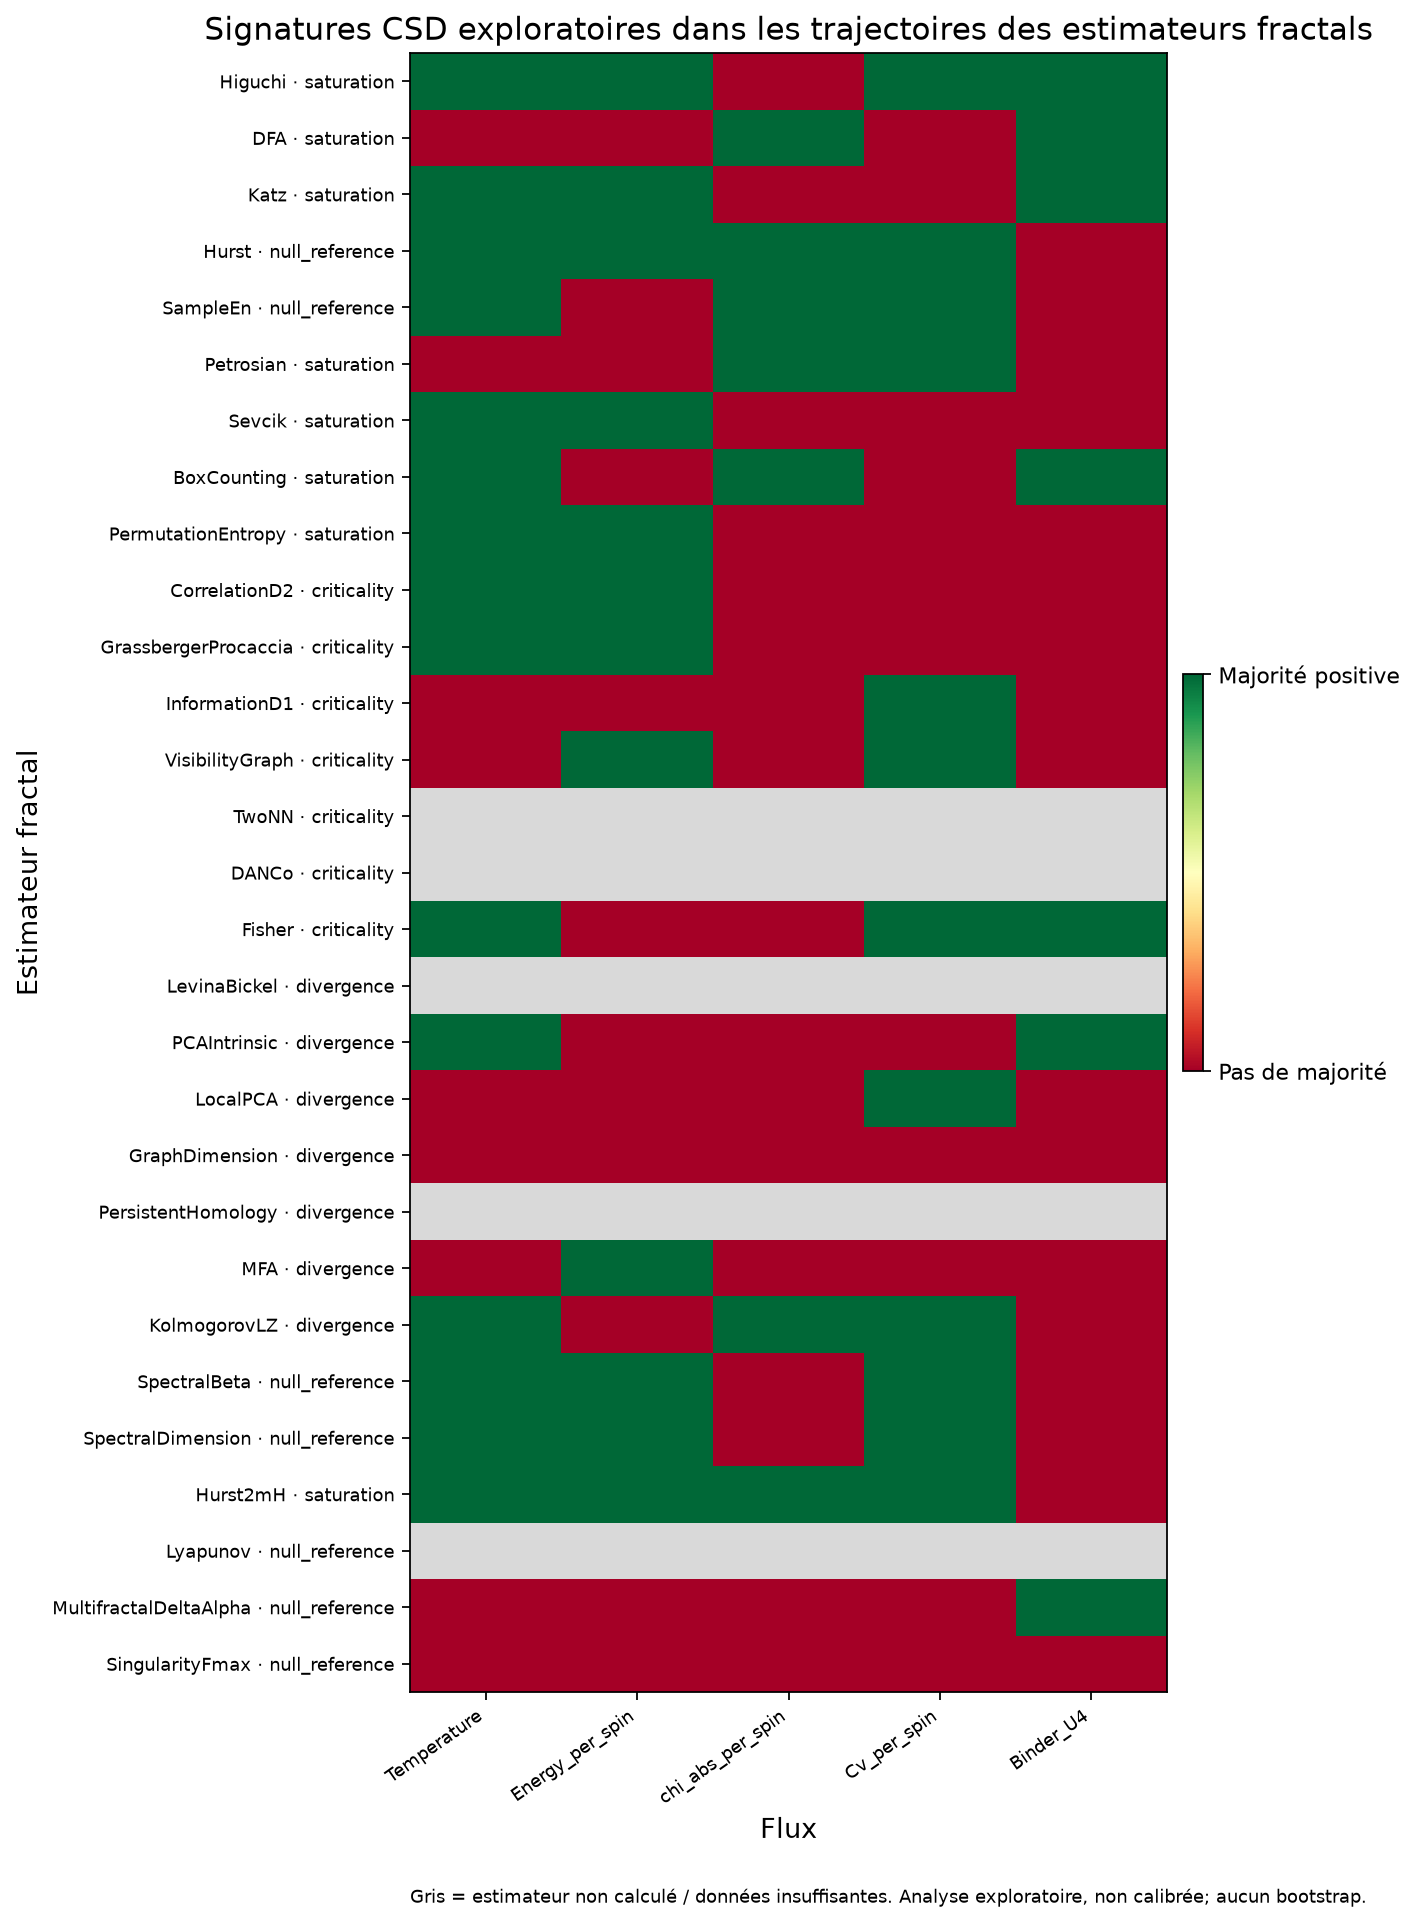 Signatures CSD exploratoires dans les trajectoires des estimateurs fractals
Higuchi · saturation
DFA · saturation
Katz · saturation
Hurst · null_reference
SampleEn · null_reference
Petrosian · saturation
Sevcik · saturation
BoxCounting · saturation
PermutationEntropy · saturation
CorrelationD2 · criticality
GrassbergerProcaccia · criticality
InformationD1 · criticality
VisibilityGraph · criticality
TwoNN · criticality
DANCo · criticality
Fisher · criticality
LevinaBickel · divergence
PCAIntrinsic · divergence
LocalPCA · divergence
GraphDimension · divergence
PersistentHomology · divergence
MFA · divergence
KolmogorovLZ · divergence
SpectralBeta · null_reference
SpectralDimension · null_reference
Hurst2mH · saturation
Lyapunov · null_reference
MultifractalDeltaAlpha · null_reference
SingularityFmax · null_reference
Estimateur fractal
Majorité positive
Pas de majorité
Temperature
Energy_per_spin
chi_abs_per_spin
Cv_per_spin
Binder_U4
Flux
Gris = estimateur non calculé / données insuffisantes. Analyse exploratoire, non calibrée; aucun bootstrap.